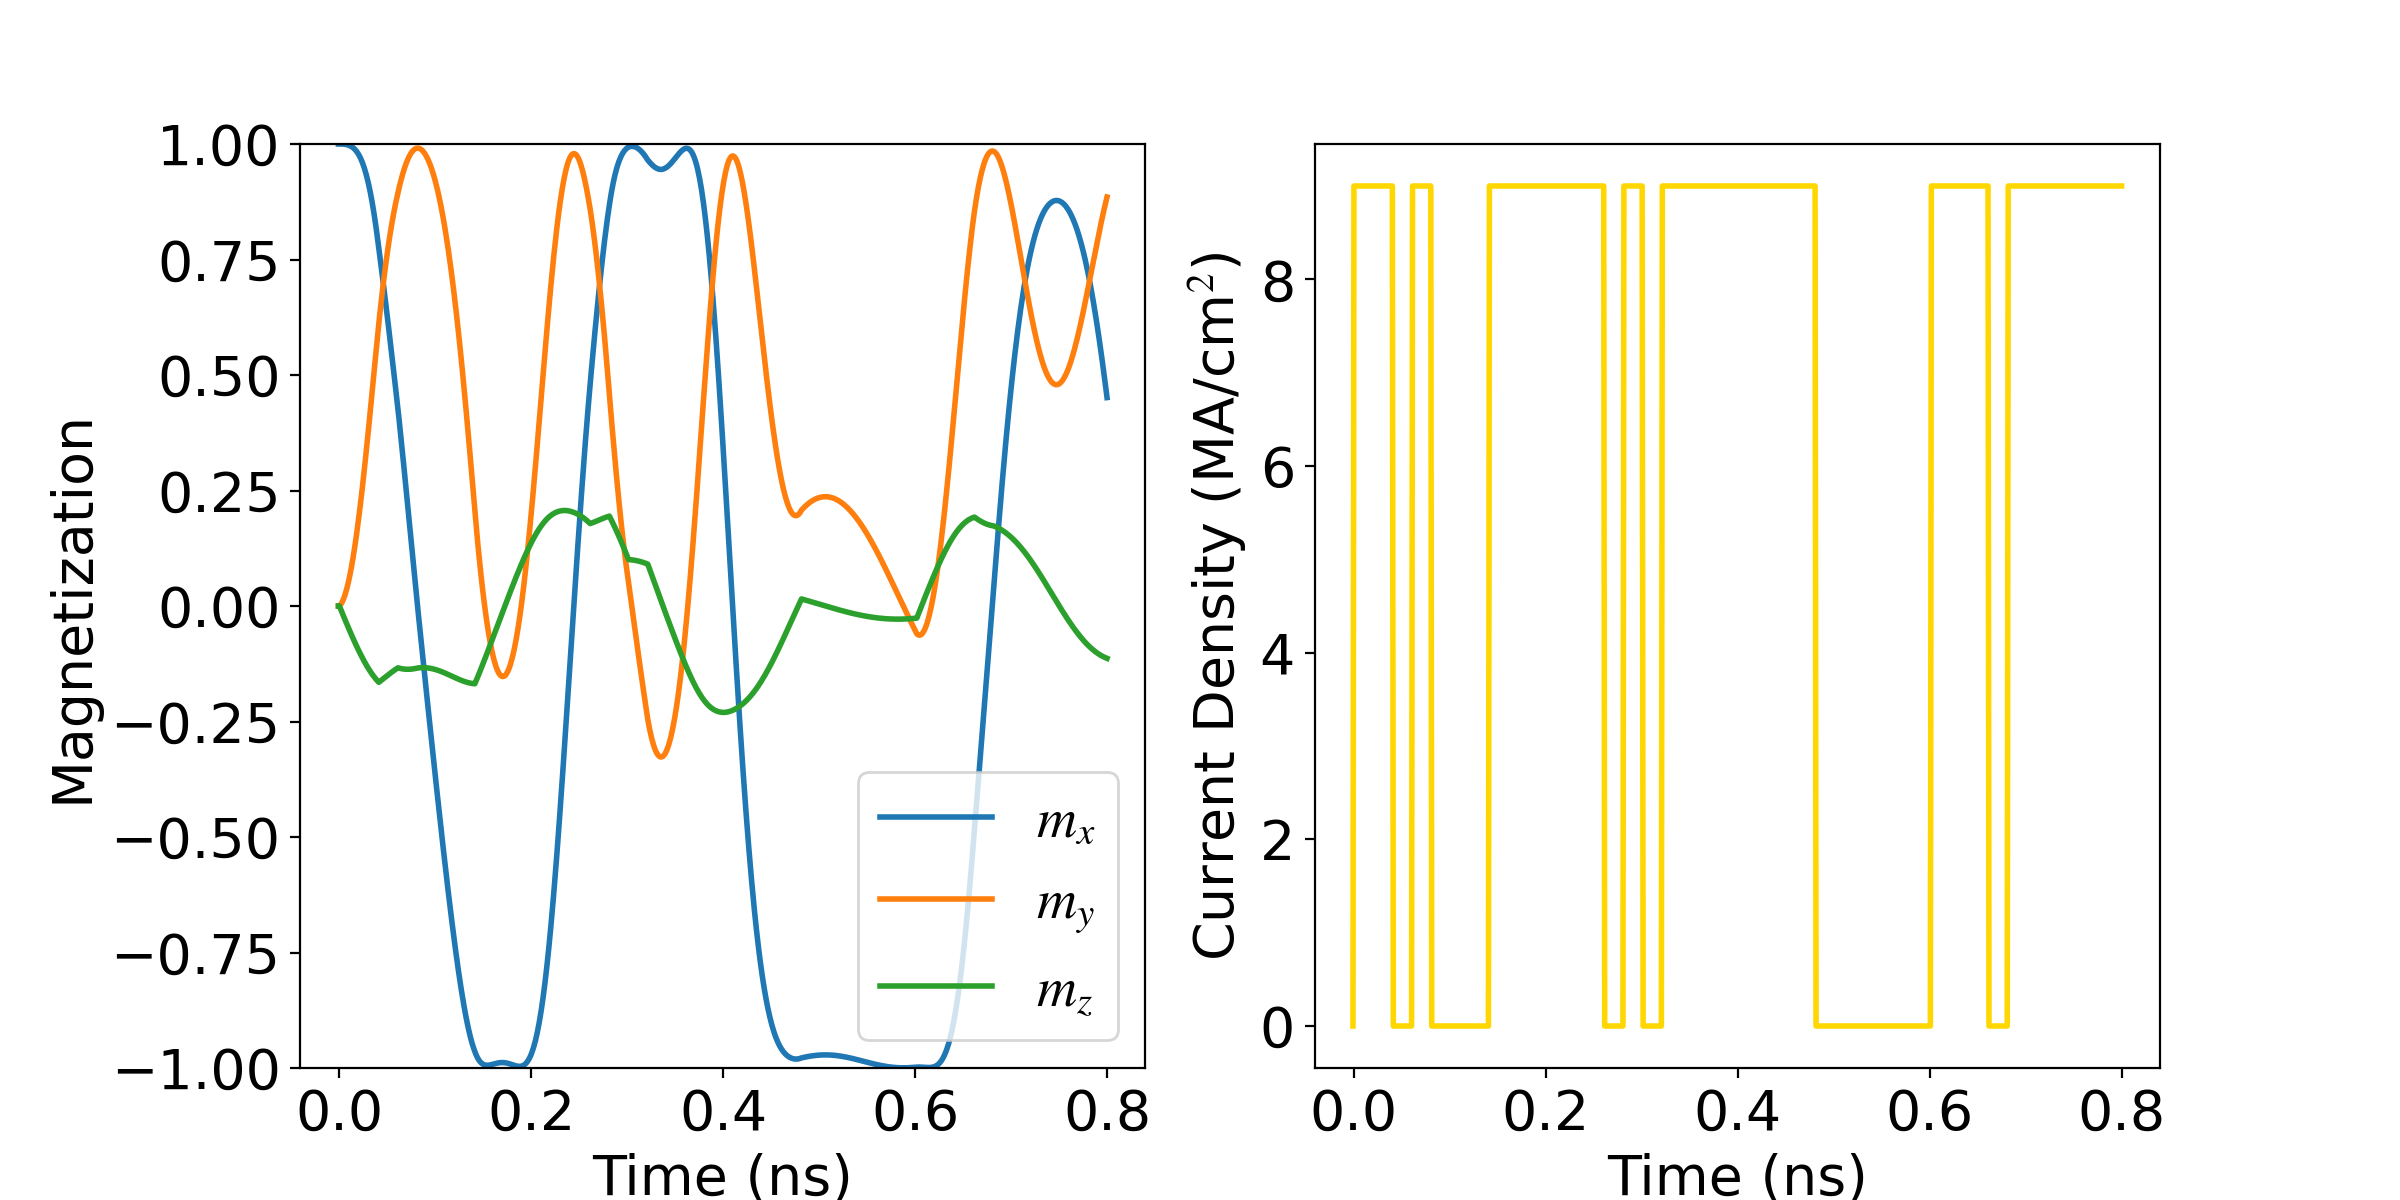 1.00
0.75
0.50
0.25
0.00
−0.25
−0.50
−0.75
−1.00
Magnetization
0.0 0.2 0.4 0.6 0.8
Time (ns)
mₓ
m_y
m_z
8
6
4
2
0
Current Density (MA/cm²)
0.0 0.2 0.4 0.6 0.8
Time (ns)